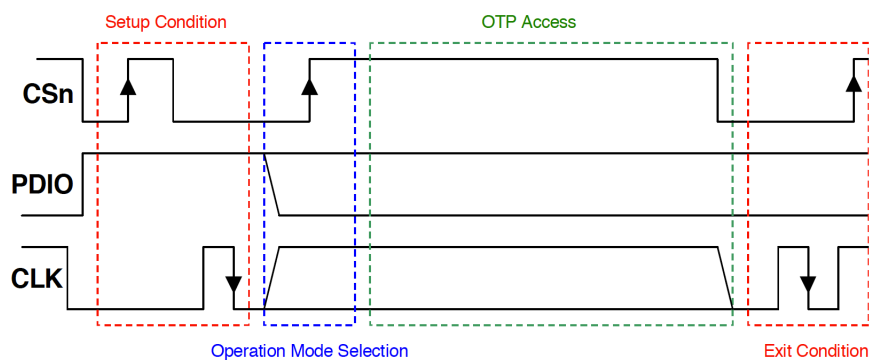 Setup Condition
OTP Access
CSn
PDIO
CLK
Operation Mode Selection
Exit Condition